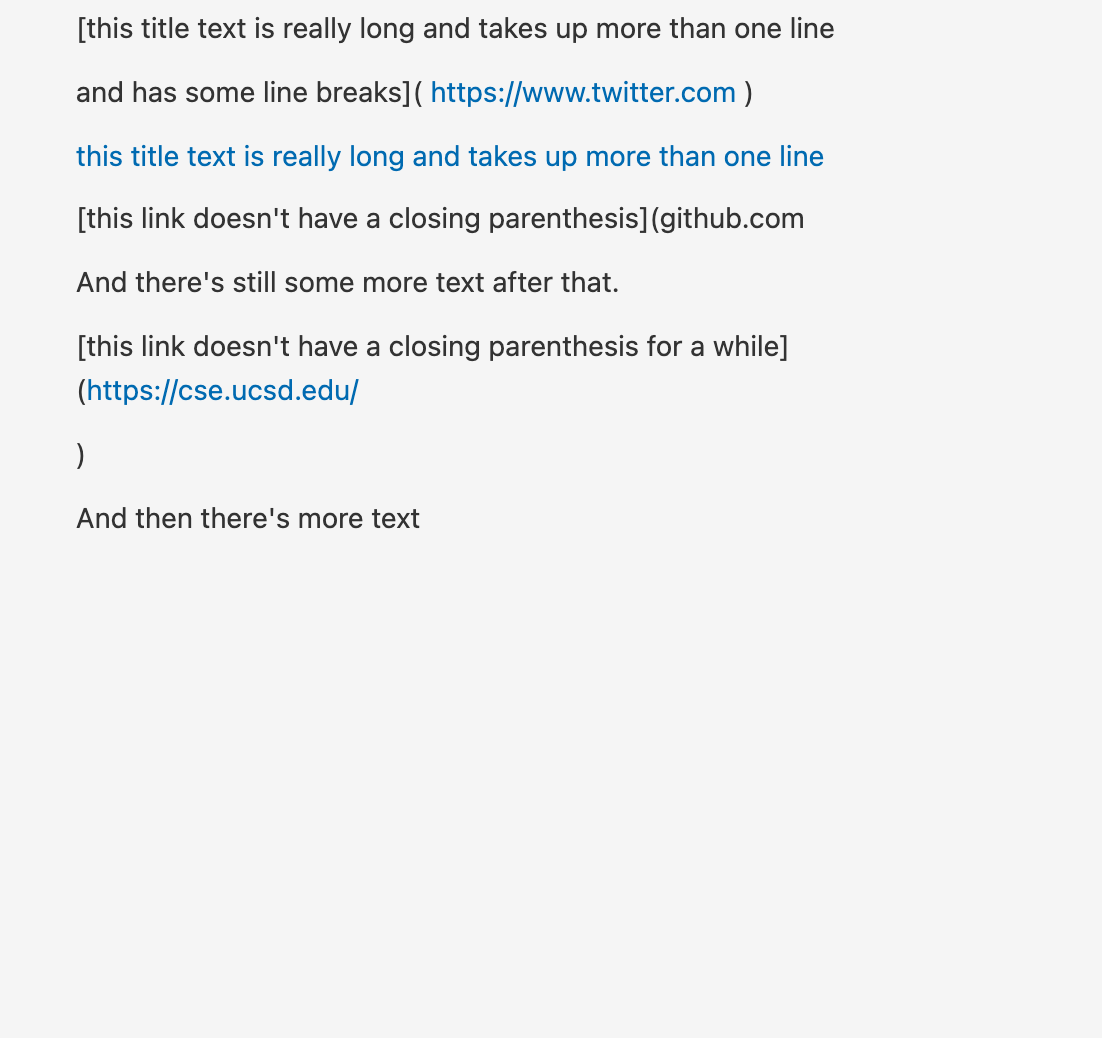 [this title text is really long and takes up more than one line
and has some line breaks]( https://www.twitter.com )
this title text is really long and takes up more than one line
[this link doesn't have a closing parenthesis](github.com
And there's still some more text after that.
[this link doesn't have a closing parenthesis for a while]
(https://cse.ucsd.edu/
)
And then there's more text